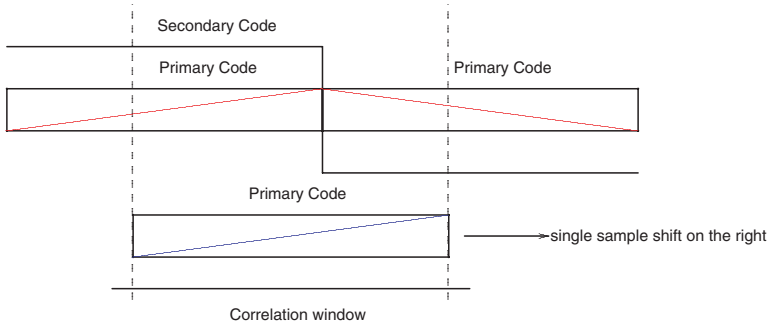 Secondary Code
Primary Code
Primary Code
Primary Code
single sample shift on the right
Correlation window